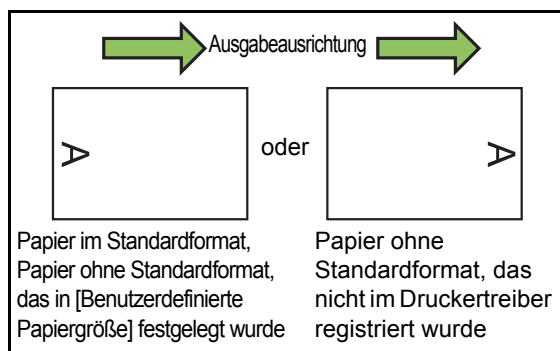 Ausgabeausrichtung
A
oder
A
Papier im Standardformat,
Papier ohne Standardformat,
das in [Benutzerdefinierte
Papiergröße] festgelegt wurde
Papier ohne
Standardformat, das
nicht im Druckertreiber
registriert wurde